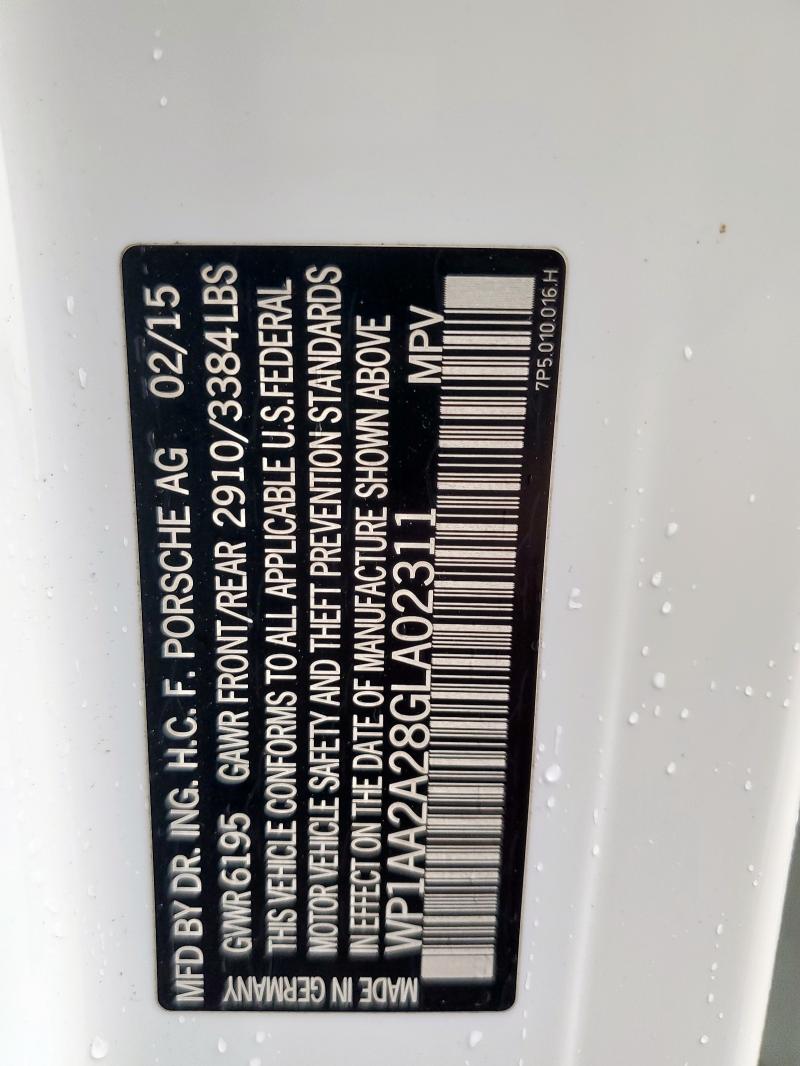 MFD BY DR. ING. H.C. F. PORSCHE AG 02/15
GVWR 6195 GAWR FRONT/REAR 2910/3384 LBS
THIS VEHICLE CONFORMS TO ALL APPLICABLE U.S.FEDERAL
MOTOR VEHICLE SAFETY AND THEFT PREVENTION STANDARDS
IN EFFECT ON THE DATE OF MANUFACTURE SHOWN ABOVE
WP1AA2A28GLA02311 MPV
MADE IN GERMANY
7P5.010.016.H